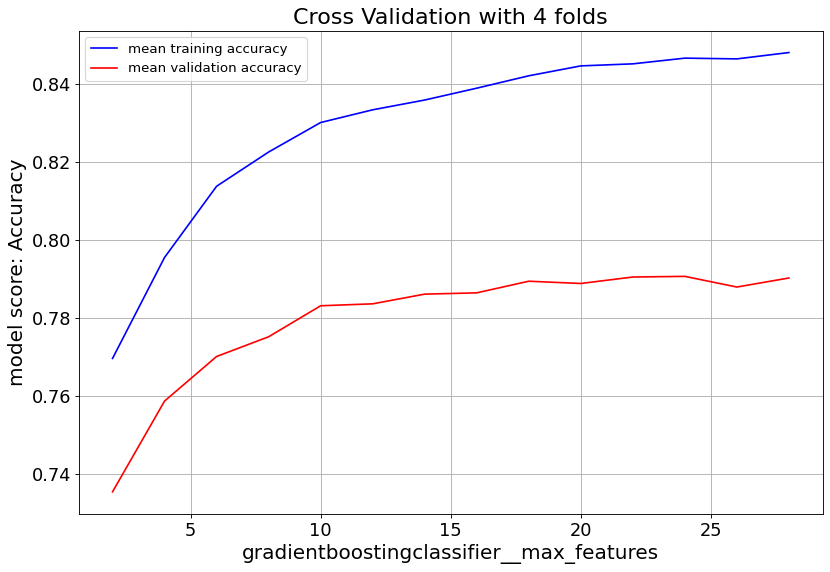 Cross Validation with 4 folds
mean training accuracy
mean validation accuracy
model score: Accuracy
0.84
0.82
0.80
0.78
0.76
0.74
5 10 15 20 25
gradientboostingclassifier__max_features